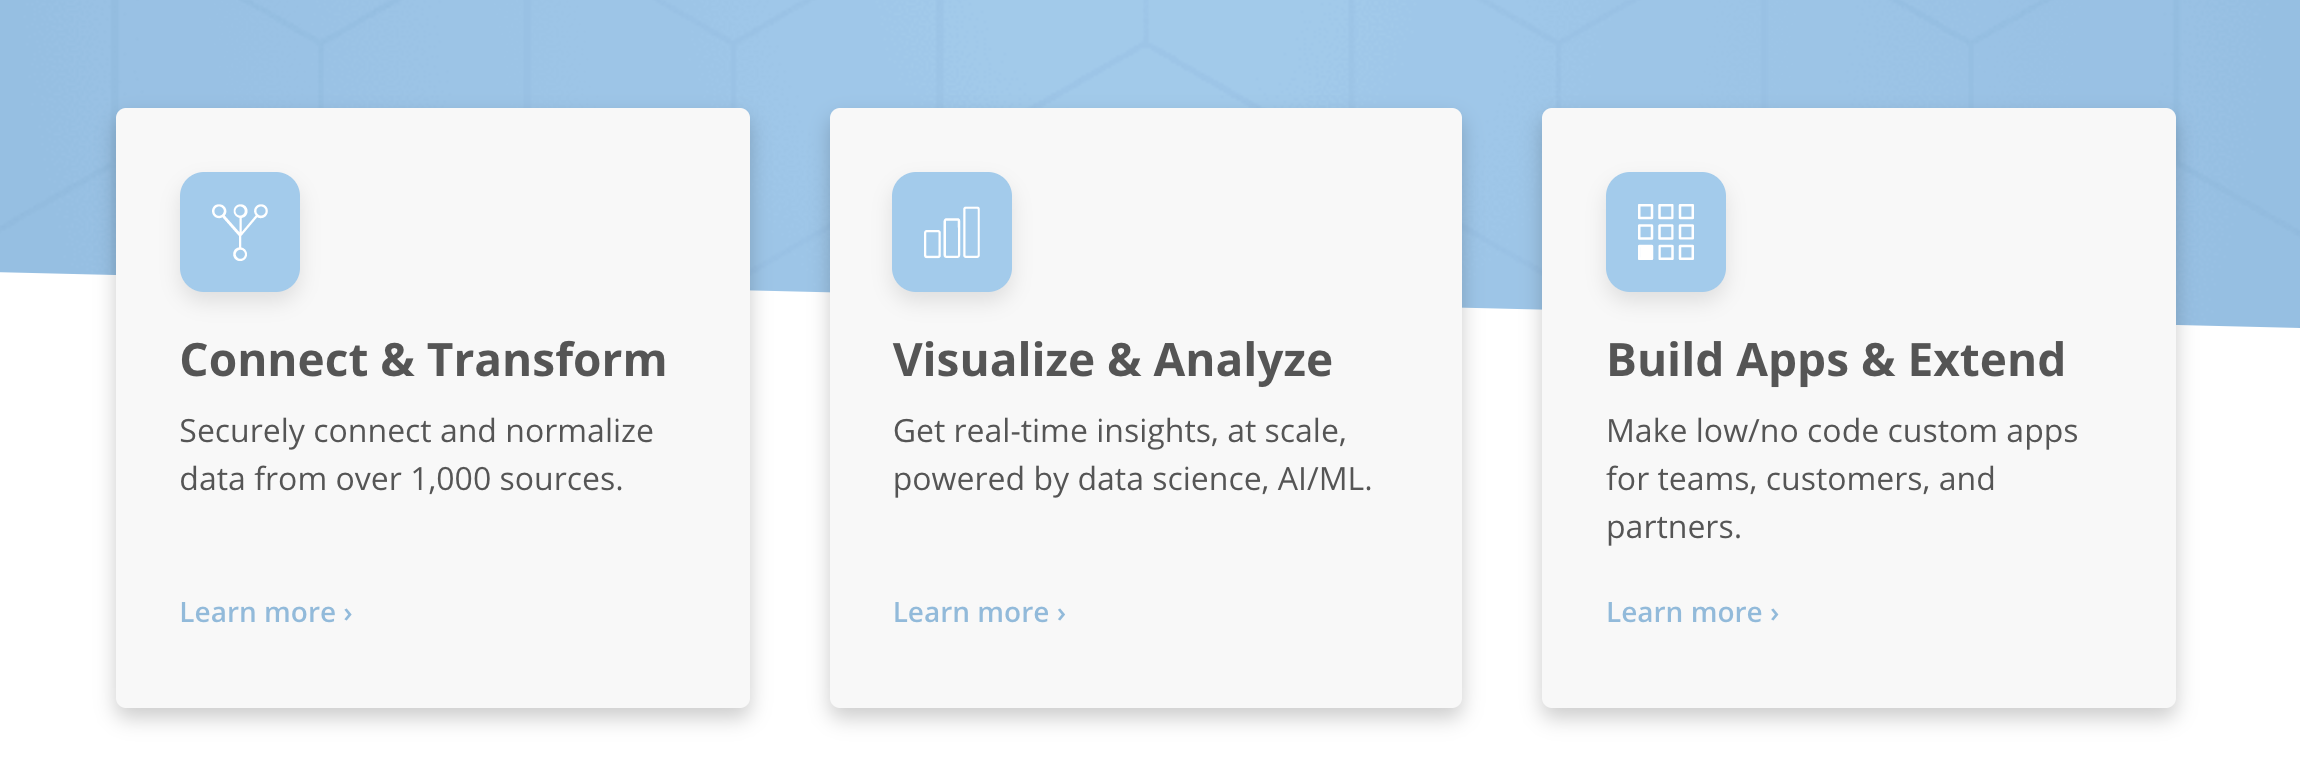 Connect & Transform
Securely connect and normalize
data from over 1,000 sources.
Learn more ›
Visualize & Analyze
Get real-time insights, at scale,
powered by data science, AI/ML.
Learn more ›
Build Apps & Extend
Make low/no code custom apps
for teams, customers, and
partners.
Learn more ›